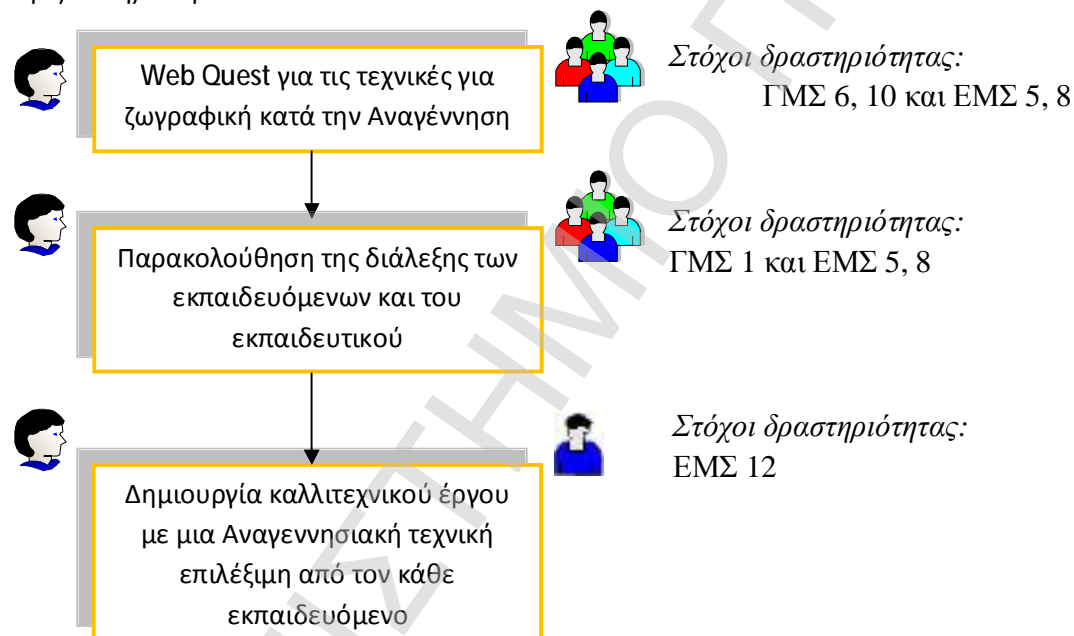 Web Quest για τις τεχνικές για
ζωγραφική κατά την Αναγέννηση
Στόχοι δραστηριότητας:
ΓΜΣ 6, 10 και ΕΜΣ 5, 8
Παρακολούθηση της διάλεξης των
εκπαιδευόμενων και του
εκπαιδευτικού
Στόχοι δραστηριότητας:
ΓΜΣ 1 και ΕΜΣ 5, 8
Δημιουργία καλλιτεχνικού έργου
με μια Αναγεννησιακή τεχνική
επιλέξιμη από τον κάθε
εκπαιδευόμενο
Στόχοι δραστηριότητας:
ΕΜΣ 12